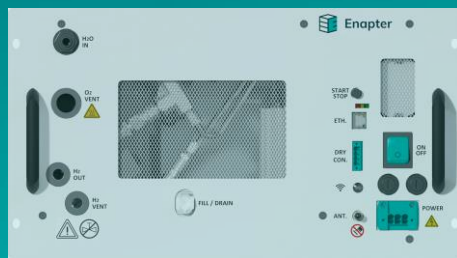 H2O
IN
Enapter
O2
VENT
START
STOP
ETH.
DRY
CON.
ON
OFF
H2
OUT
H2
VENT
FILL / DRAIN
ANT.
POWER